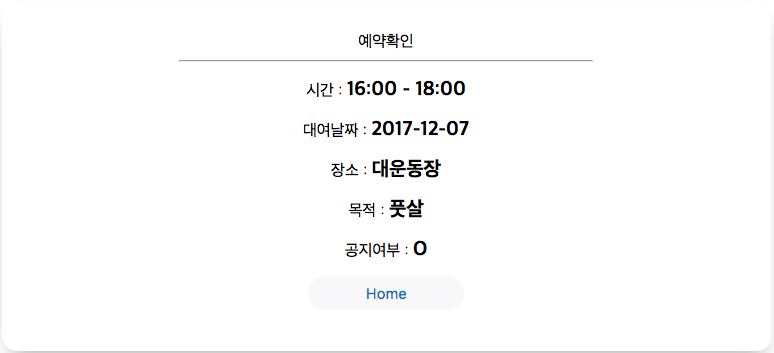 예약확인
시간 : 16:00 - 18:00
대여날짜 : 2017-12-07
장소 : 대운동장
목적 : 풋살
공지여부 : O
Home